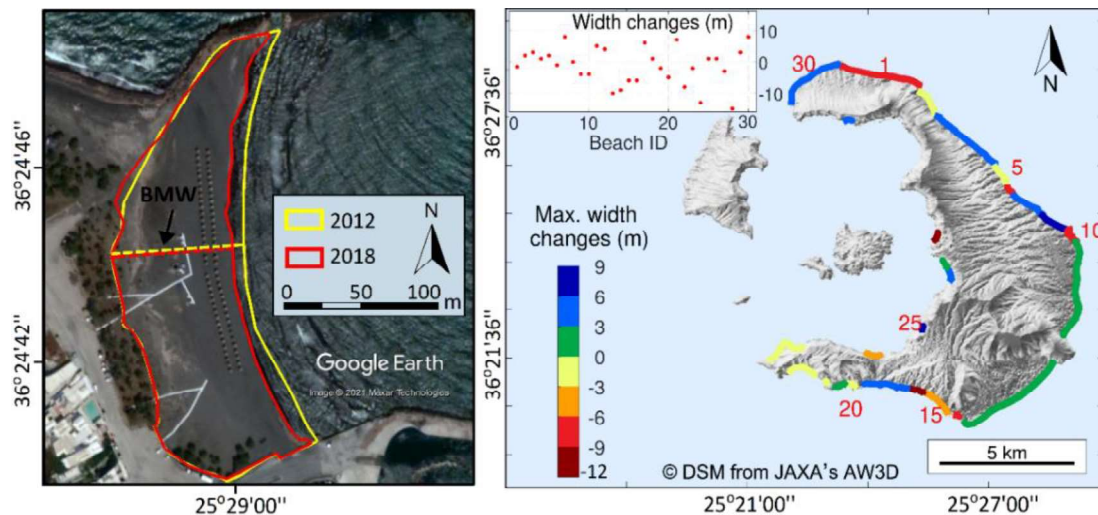 36°24'46''
36°24'42''
BMW
2012
2018
N
0 50 100
m
Google Earth
Image © 2021 Maxar Technologies
25°29'00''
Width changes (m)
10
0
-10
0 10 20 30
Beach ID
36°27'36''
36°21'36''
Max. width
changes (m)
9
6
3
0
-3
-6
-9
-12
30
1
5
10
25
20
15
N
5 km
© DSM from JAXA's AW3D
25°21'00''
25°27'00''